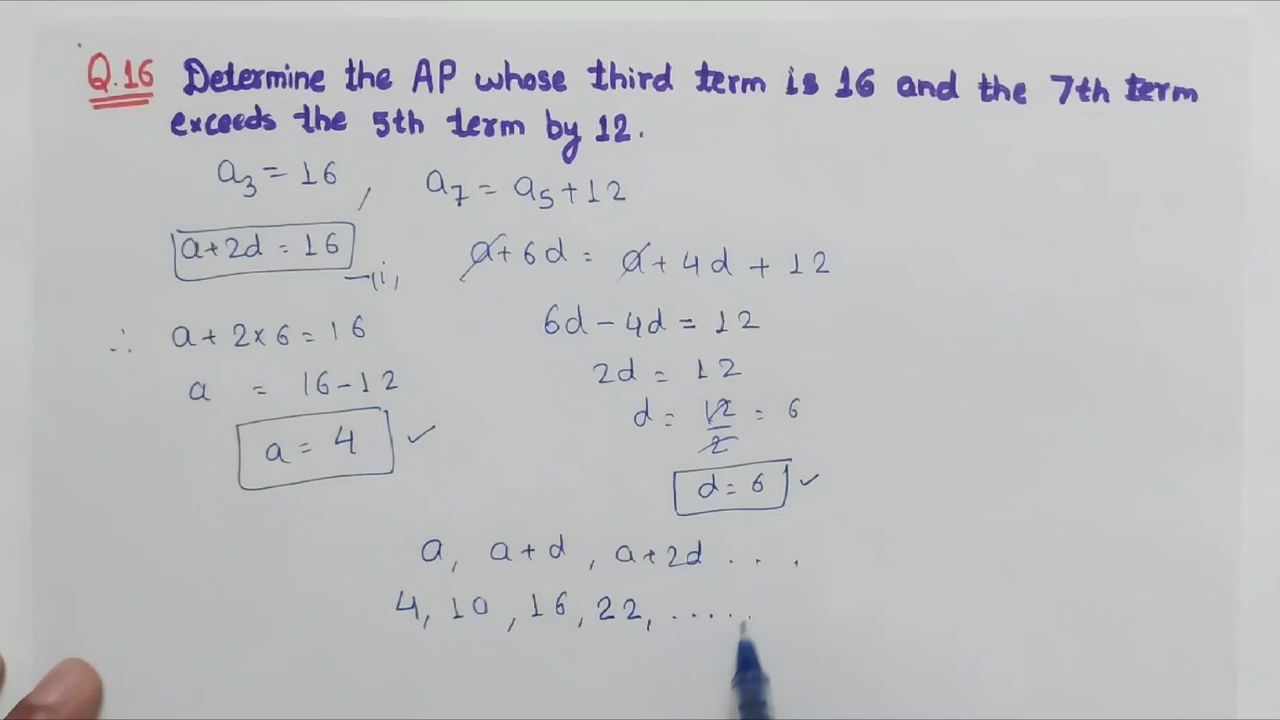 Q.16 Determine the AP whose third term is 16 and the 7th term
exceeds the 5th term by 12.
a₃ = 16 , a₇ = a₅ + 12
a + 2d = 16 —(i) a + 6d = a + 4d + 12
∴ a + 2 × 6 = 16 6d − 4d = 12
a = 16 − 12 2d = 12
a = 4 ✓ d = 12/2 = 6
d = 6 ✓
a, a + d , a + 2d . . . .
4, 10 , 16 , 22 , . . . . .